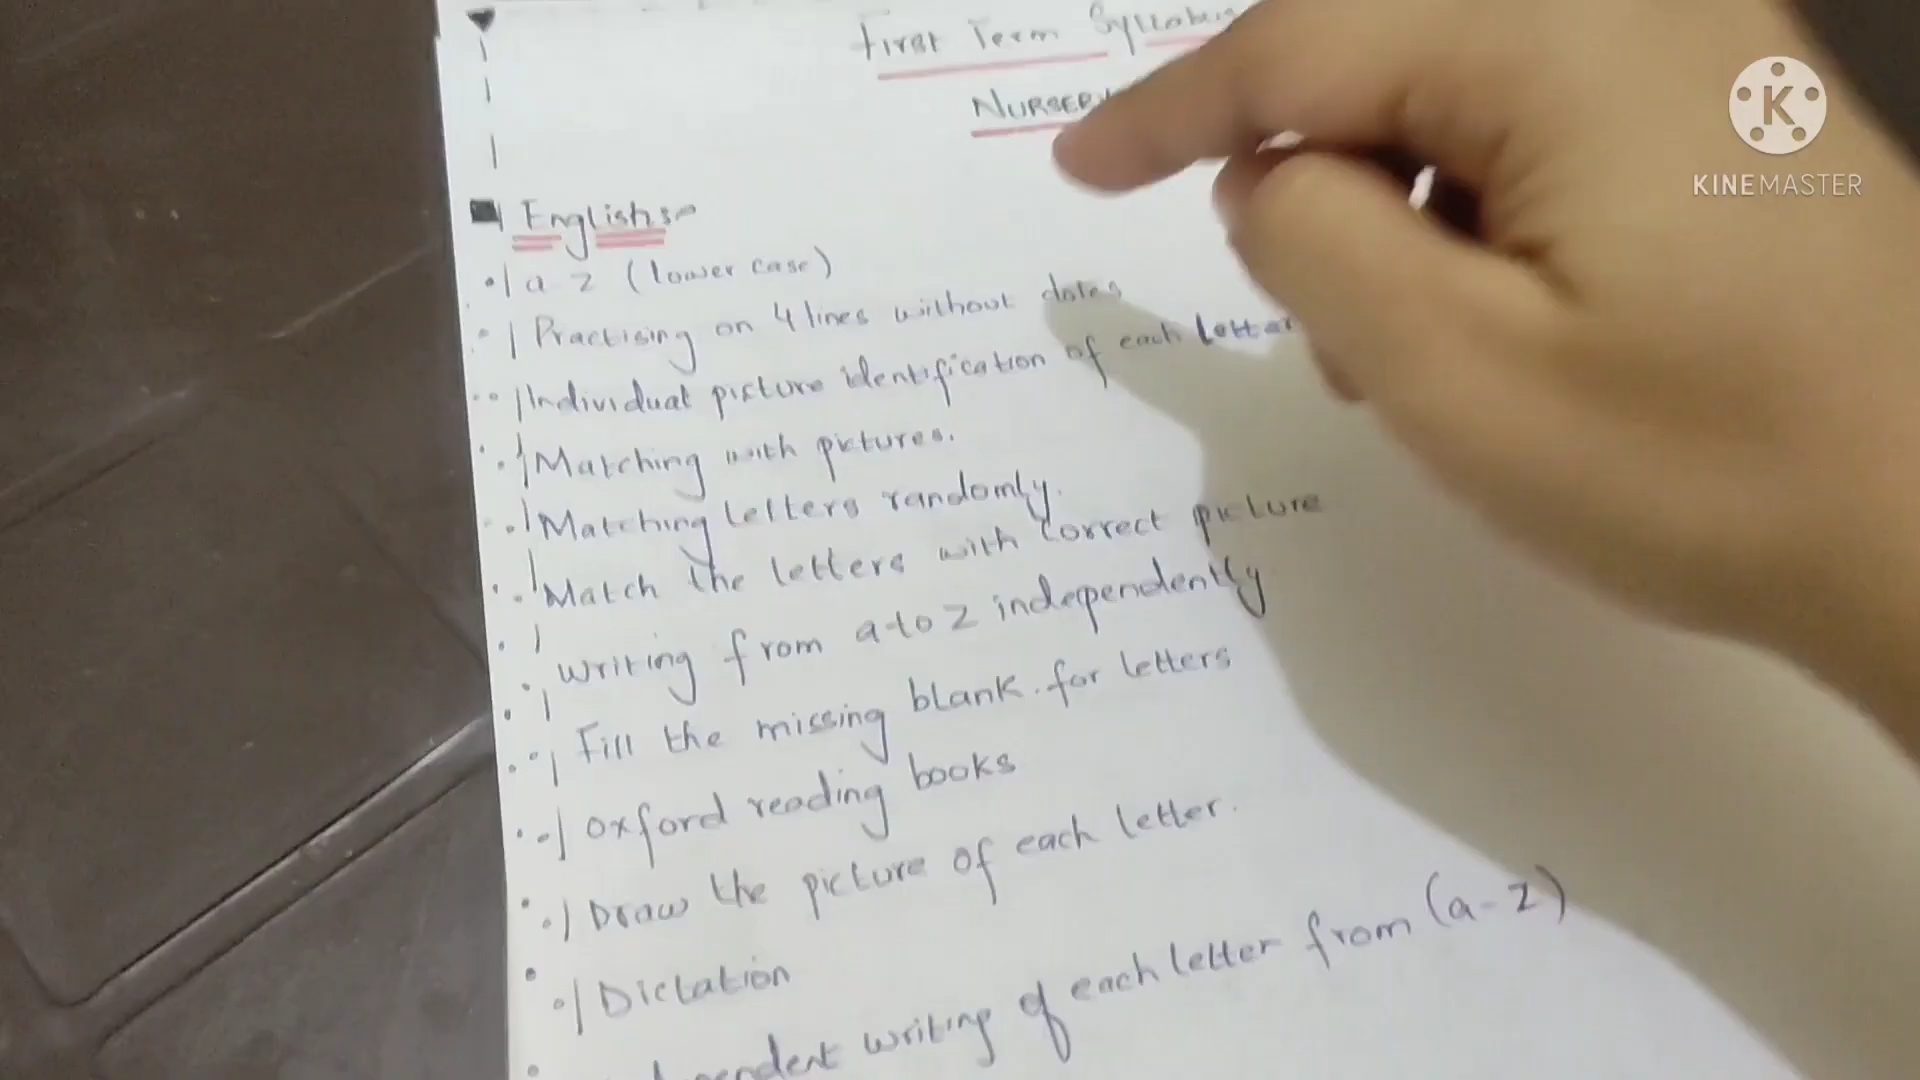 First Term Syllabus
NURSERY
English:-
a-z (lower case)
Practising on 4 lines without dotes
Individual picture identification of each letter
Matching with pictures.
Matching letters randomly.
Match the letters with correct picture
writing from a to z independently
Fill the missing blank for letters
oxford reading books
Draw the picture of each letter.
Dictation
writing of each letter from (a-z)
KINEMASTER